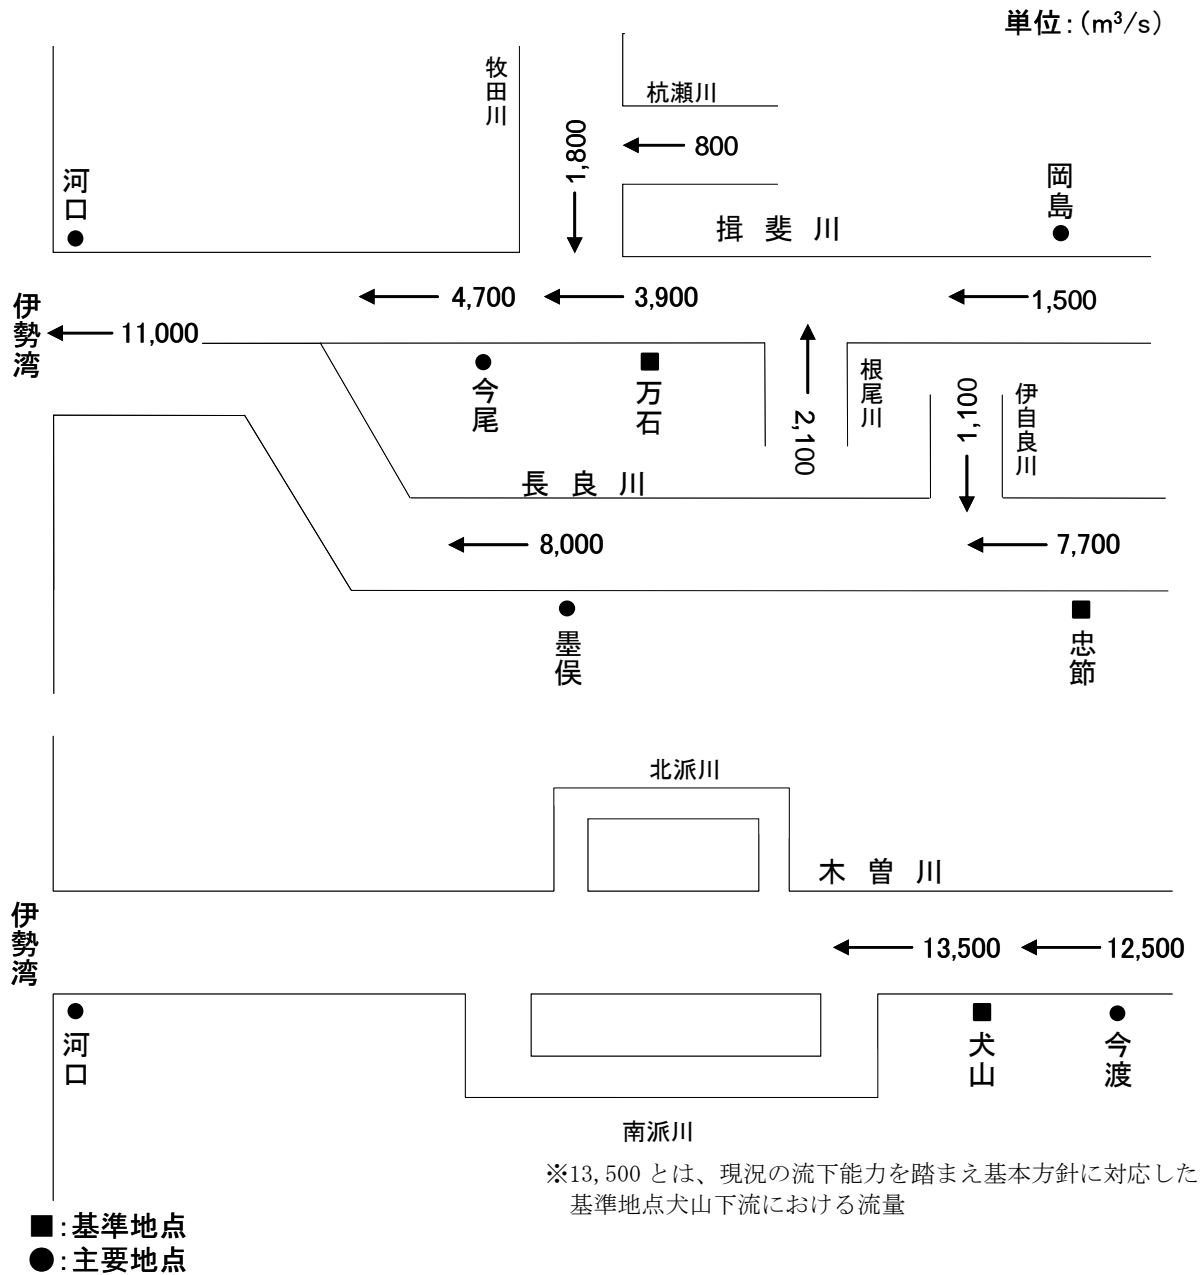 単位:(m³/s)
牧田川
杭瀬川
1,800
800
河口
岡島
揖斐川
伊勢湾
4,700
3,900
1,500
11,000
今尾
万石
2,100
根尾川
1,100
伊自良川
長良川
8,000
7,700
墨俣
忠節
北派川
木曽川
伊勢湾
13,500
12,500
河口
犬山
今渡
南派川
※13,500 とは、現況の流下能力を踏まえ基本方針に対応した
基準地点犬山下流における流量
■:基準地点
●:主要地点